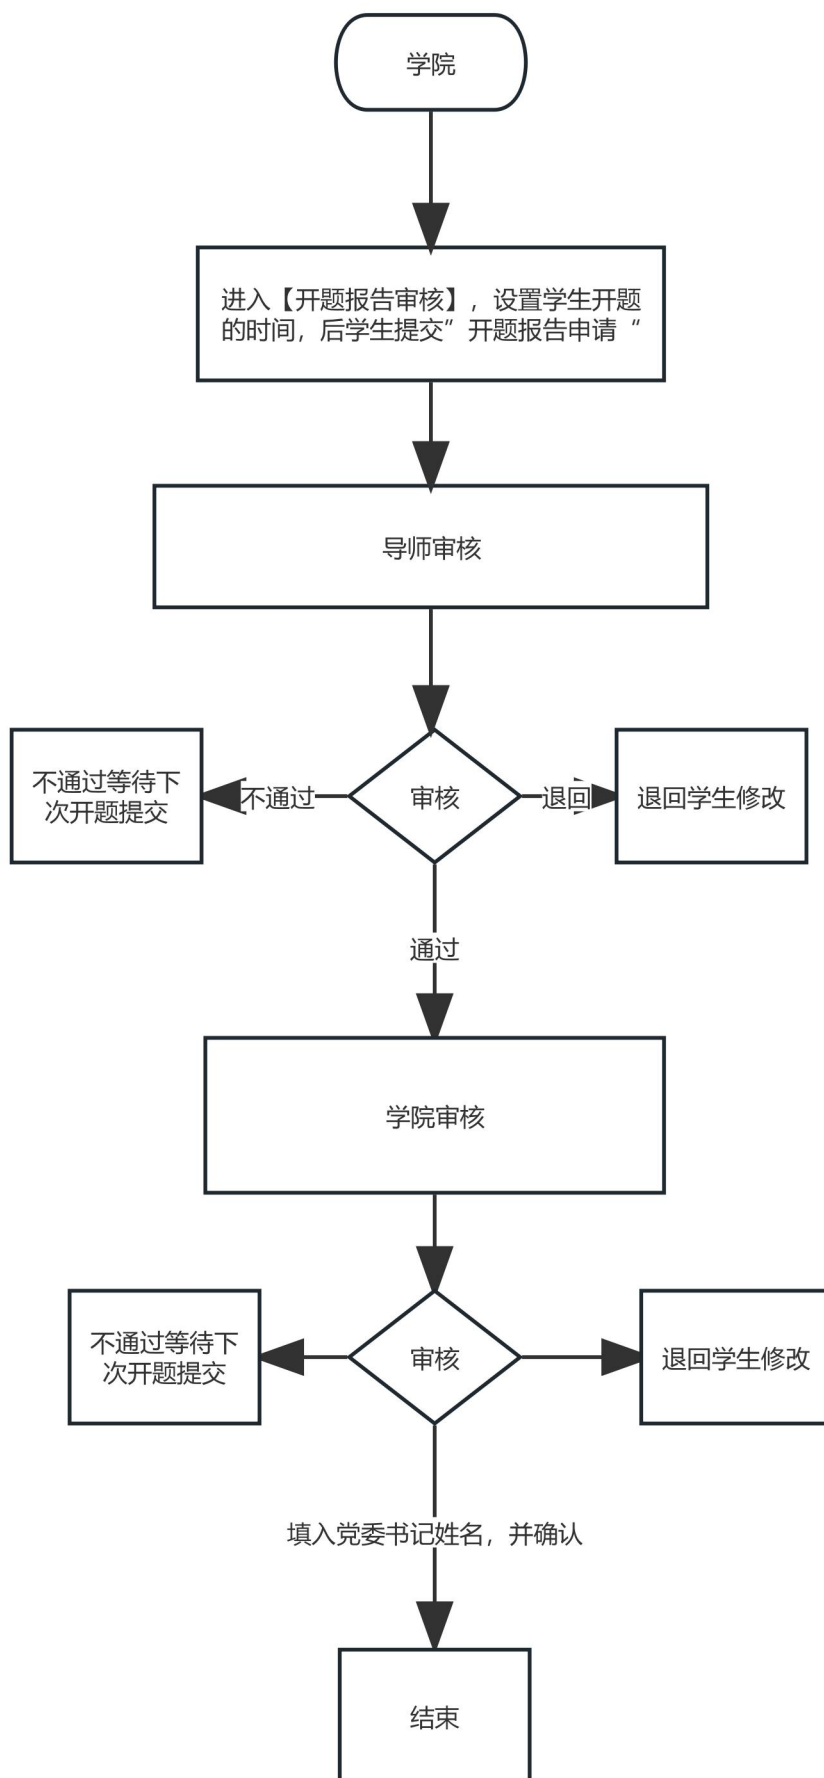 学院
进入【开题报告审核】，设置学生开题
的时间，后学生提交”开题报告申请“
导师审核
不通过等待下
次开题提交
不通过
审核
退回
退回学生修改
通过
学院审核
不通过等待下
次开题提交
审核
退回学生修改
填入党委书记姓名，并确认
结束